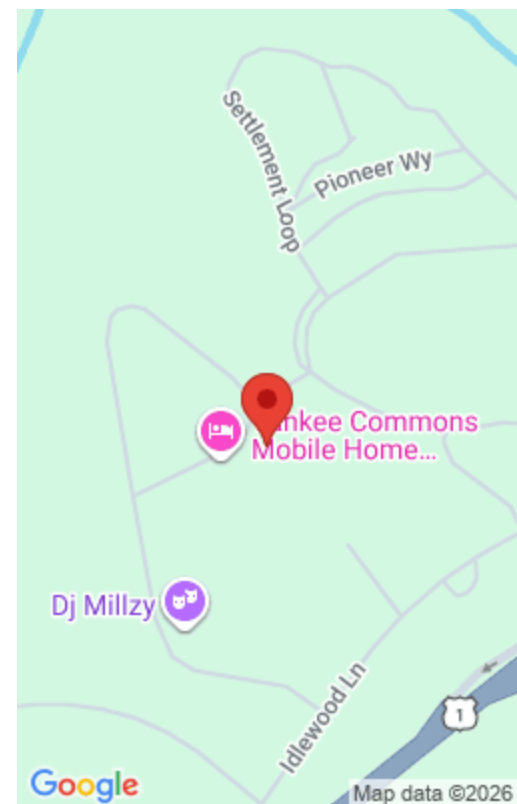 Settlement Loop
Pioneer Wy
nkee Commons
Mobile Home...
Dj Millzy
Idlewood Ln
1
Google
Map data ©2026